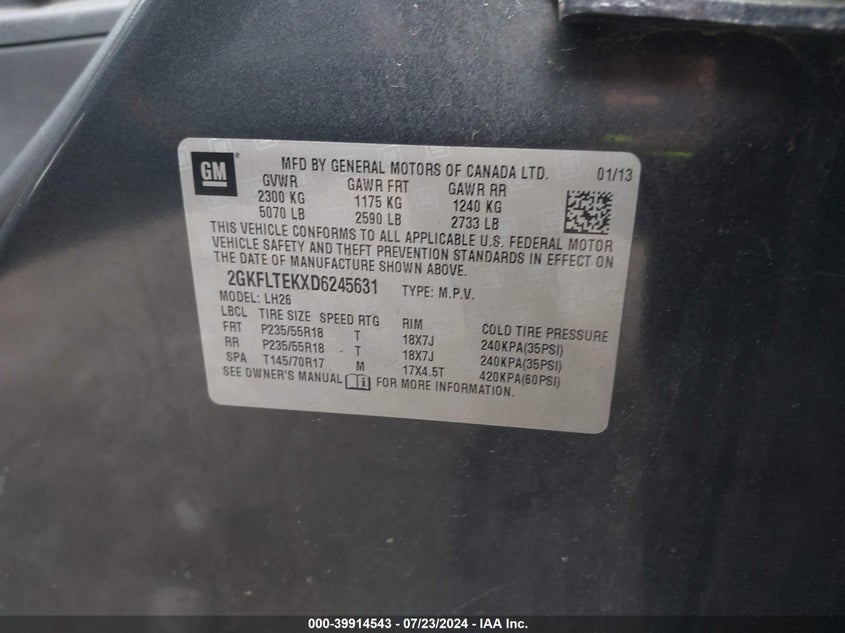 GM
MFD BY GENERAL MOTORS OF CANADA LTD. 01/13
GVWR GAWR FRT GAWR RR
2300 KG 1175 KG 1240 KG
5070 LB 2590 LB 2733 LB
THIS VEHICLE CONFORMS TO ALL APPLICABLE U.S. FEDERAL MOTOR
VEHICLE SAFETY AND THEFT PREVENTION STANDARDS IN EFFECT ON
THE DATE OF MANUFACTURE SHOWN ABOVE.
2GKFLTEKXD6245631 TYPE: M.P.V.
MODEL: LH26
LBCL TIRE SIZE SPEED RTG RIM COLD TIRE PRESSURE
FRT P235/55R18 T 18X7J 240KPA(35PSI)
RR P235/55R18 T 18X7J 240KPA(35PSI)
SPA T145/70R17 M 17X4.5T 420KPA(60PSI)
SEE OWNER'S MANUAL FOR MORE INFORMATION.
000-39914543 - 07/23/2024 - IAA Inc.